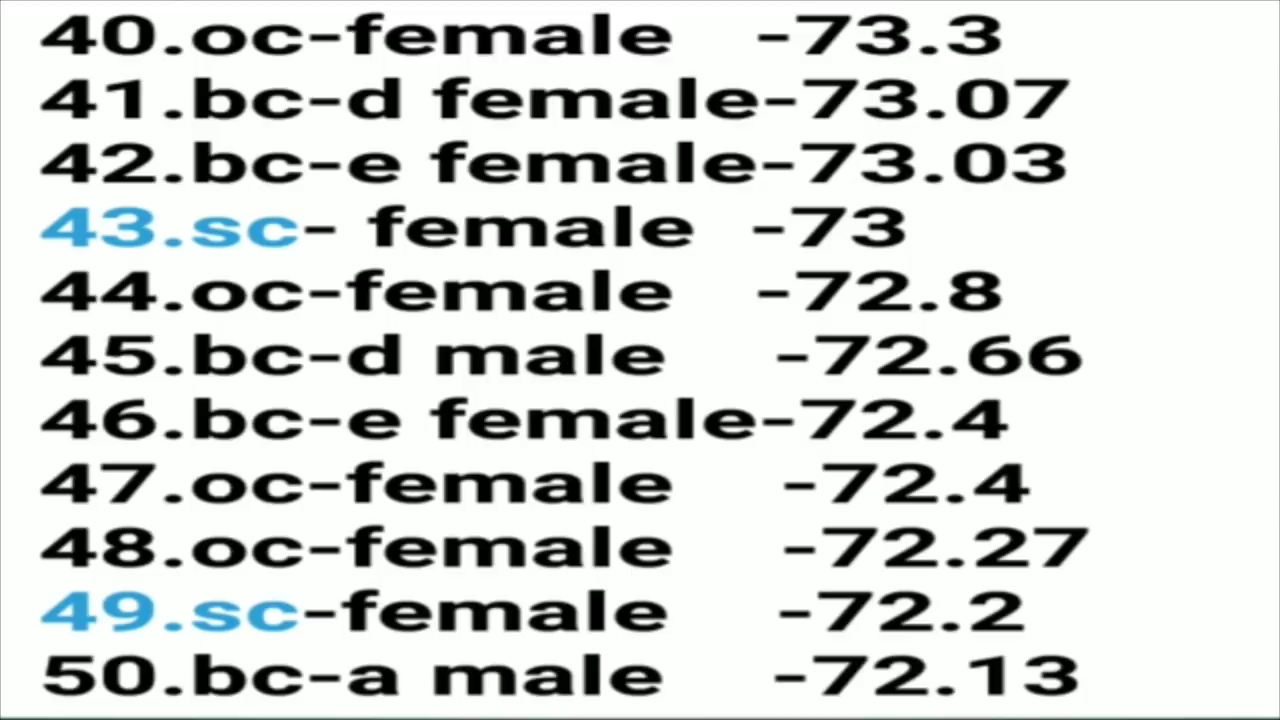 40.oc-female -73.3
41.bc-d female-73.07
42.bc-e female-73.03
43.sc- female -73
44.oc-female -72.8
45.bc-d male -72.66
46.bc-e female-72.4
47.oc-female -72.4
48.oc-female -72.27
49.sc-female -72.2
50.bc-a male -72.13